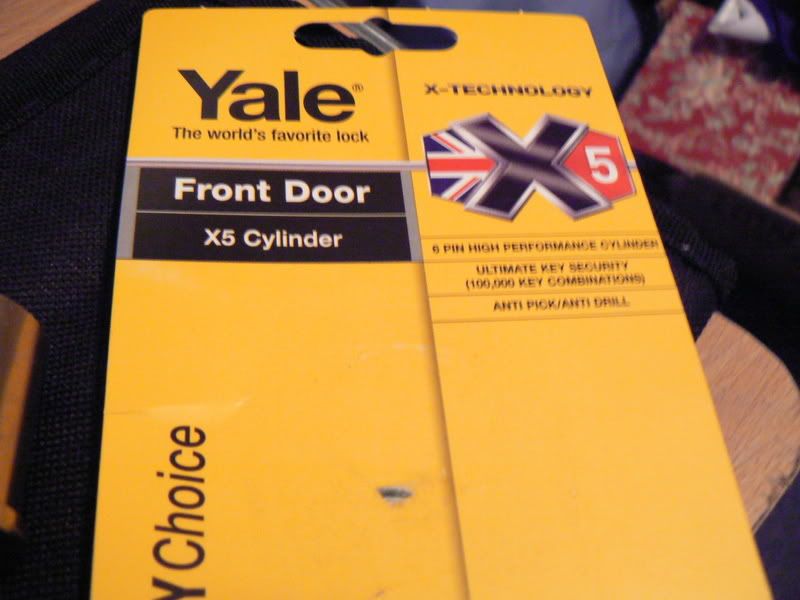 Yale®
The world's favorite lock
Front Door
X5 Cylinder
Y Choice
X-TECHNOLOGY
X5
6 PIN HIGH PERFORMANCE CYLINDER
ULTIMATE KEY SECURITY
(100,000 KEY COMBINATIONS)
ANTI PICK/ANTI DRILL